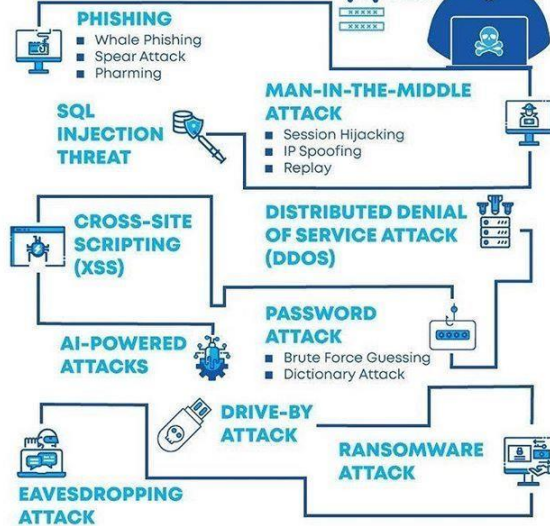 PHISHING
Whale Phishing
Spear Attack
Pharming
MAN-IN-THE-MIDDLE
ATTACK
Session Hijacking
IP Spoofing
Replay
SQL
INJECTION
THREAT
CROSS-SITE
SCRIPTING
(XSS)
DISTRIBUTED DENIAL
OF SERVICE ATTACK
(DDOS)
PASSWORD
ATTACK
Brute Force Guessing
Dictionary Attack
AI-POWERED
ATTACKS
DRIVE-BY
ATTACK
RANSOMWARE
ATTACK
EAVESDROPPING
ATTACK